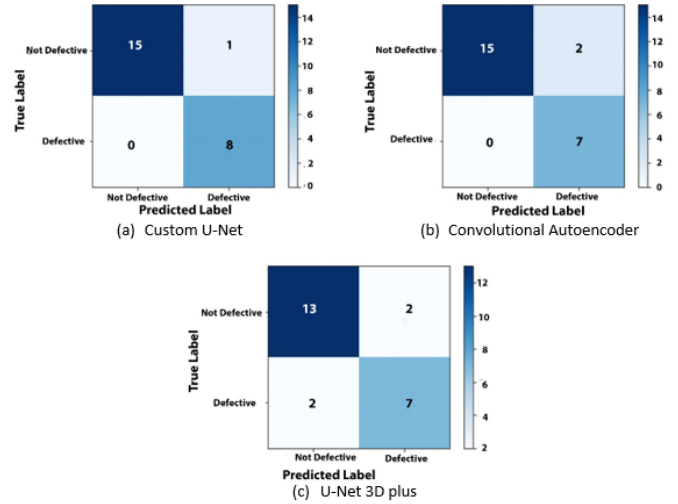 Not Defective
Defective
True Label
15
1
0
8
14
12
10
8
6
4
2
0
Not Defective
Defective
Predicted Label
(a) Custom U-Net
Not Defective
Defective
True Label
15
2
0
7
14
12
10
8
6
4
2
0
Not Defective
Defective
Predicted Label
(b) Convolutional Autoencoder
Not Defective
Defective
True Label
13
2
2
7
12
10
8
6
4
2
Not Defective
Defective
Predicted Label
(c) U-Net 3D plus